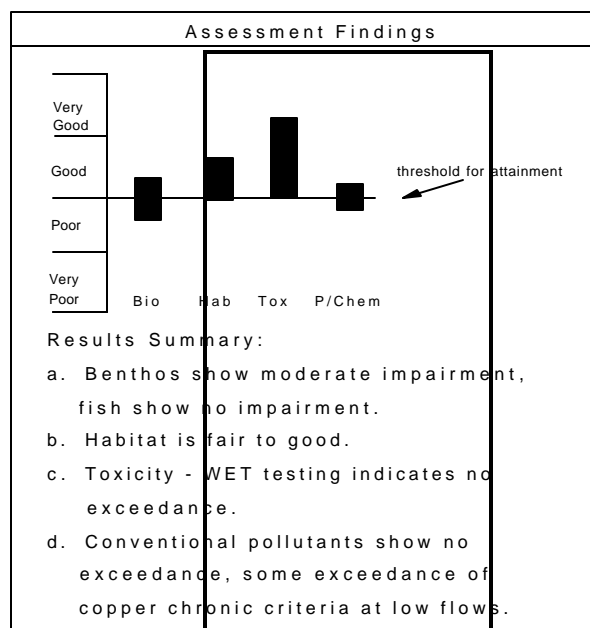 Assessment Findings
Very
Good
Good
threshold for attainment
Poor
Very
Poor
Bio Hab Tox P/Chem
Results Summary:
a. Benthos show moderate impairment,
fish show no impairment.
b. Habitat is fair to good.
c. Toxicity - WET testing indicates no
exceedance.
d. Conventional pollutants show no
exceedance, some exceedance of
copper chronic criteria at low flows.